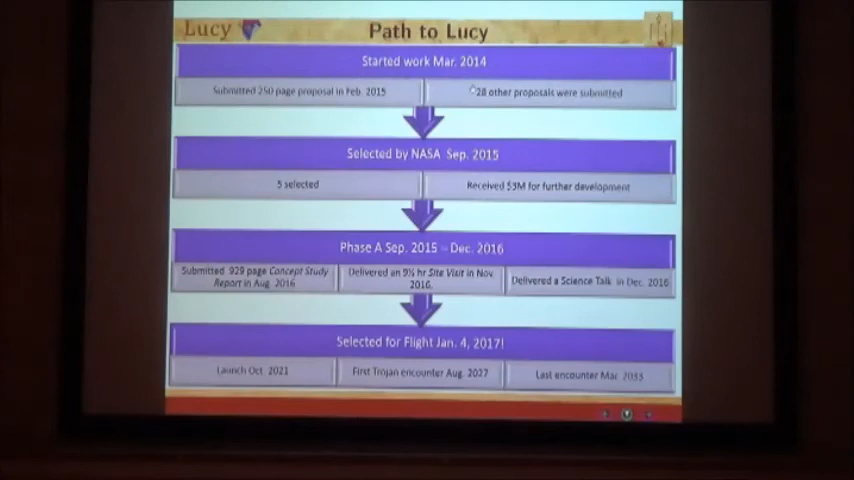 Lucy
Path to Lucy
Started work Mar. 2014
Submitted 250 page proposal in Feb. 2015
28 other proposals were submitted
Selected by NASA Sep. 2015
5 selected
Received $3M for further development
Phase A Sep. 2015 - Dec. 2016
Submitted 929 page Concept Study
Report in Aug. 2016
Delivered an 9½ hr Site Visit in Nov.
2016.
Delivered a Science Talk in Dec. 2016
Selected for Flight Jan. 4, 2017!
Launch Oct. 2021
First Trojan encounter Aug. 2027
Last encounter Mar. 2033